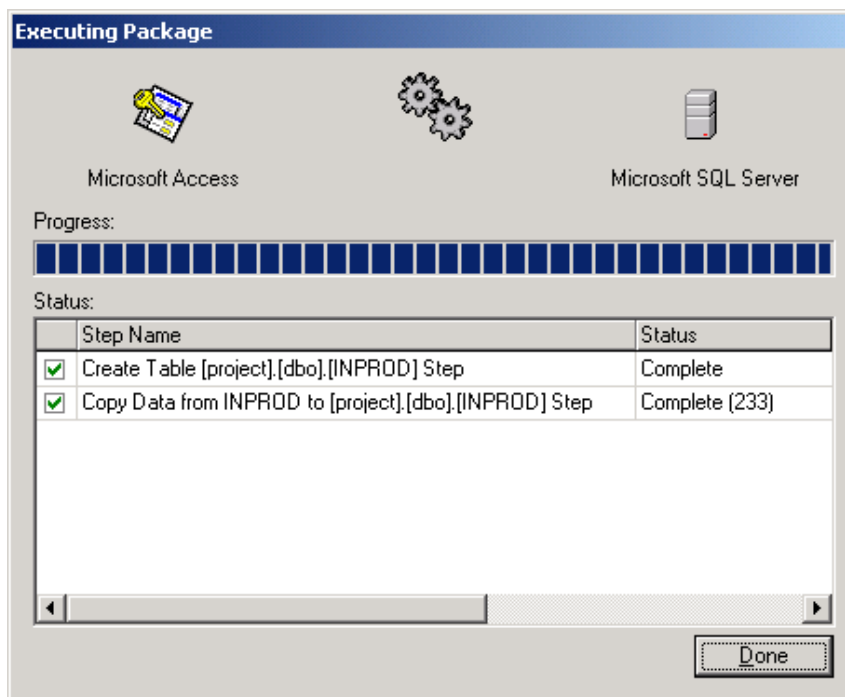 Executing Package
Microsoft Access Microsoft SQL Server
Progress:
Status:
Step Name Status
Create Table [project].[dbo].[INPROD] Step Complete
Copy Data from INPROD to [project].[dbo].[INPROD] Step Complete (233)
Done